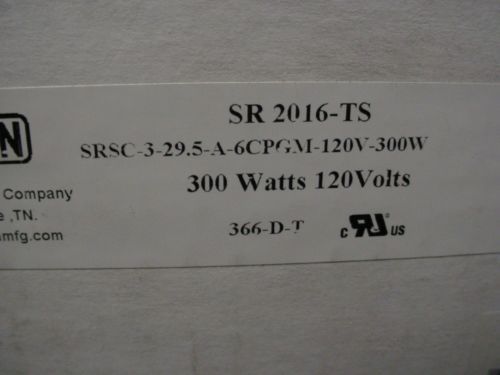 N
SR 2016-TS
SRSC-3-29.5-A-6CPGM-120V-300W
Company
300 Watts 120Volts
e ,TN.
mfg.com
366-D-T
c RU US